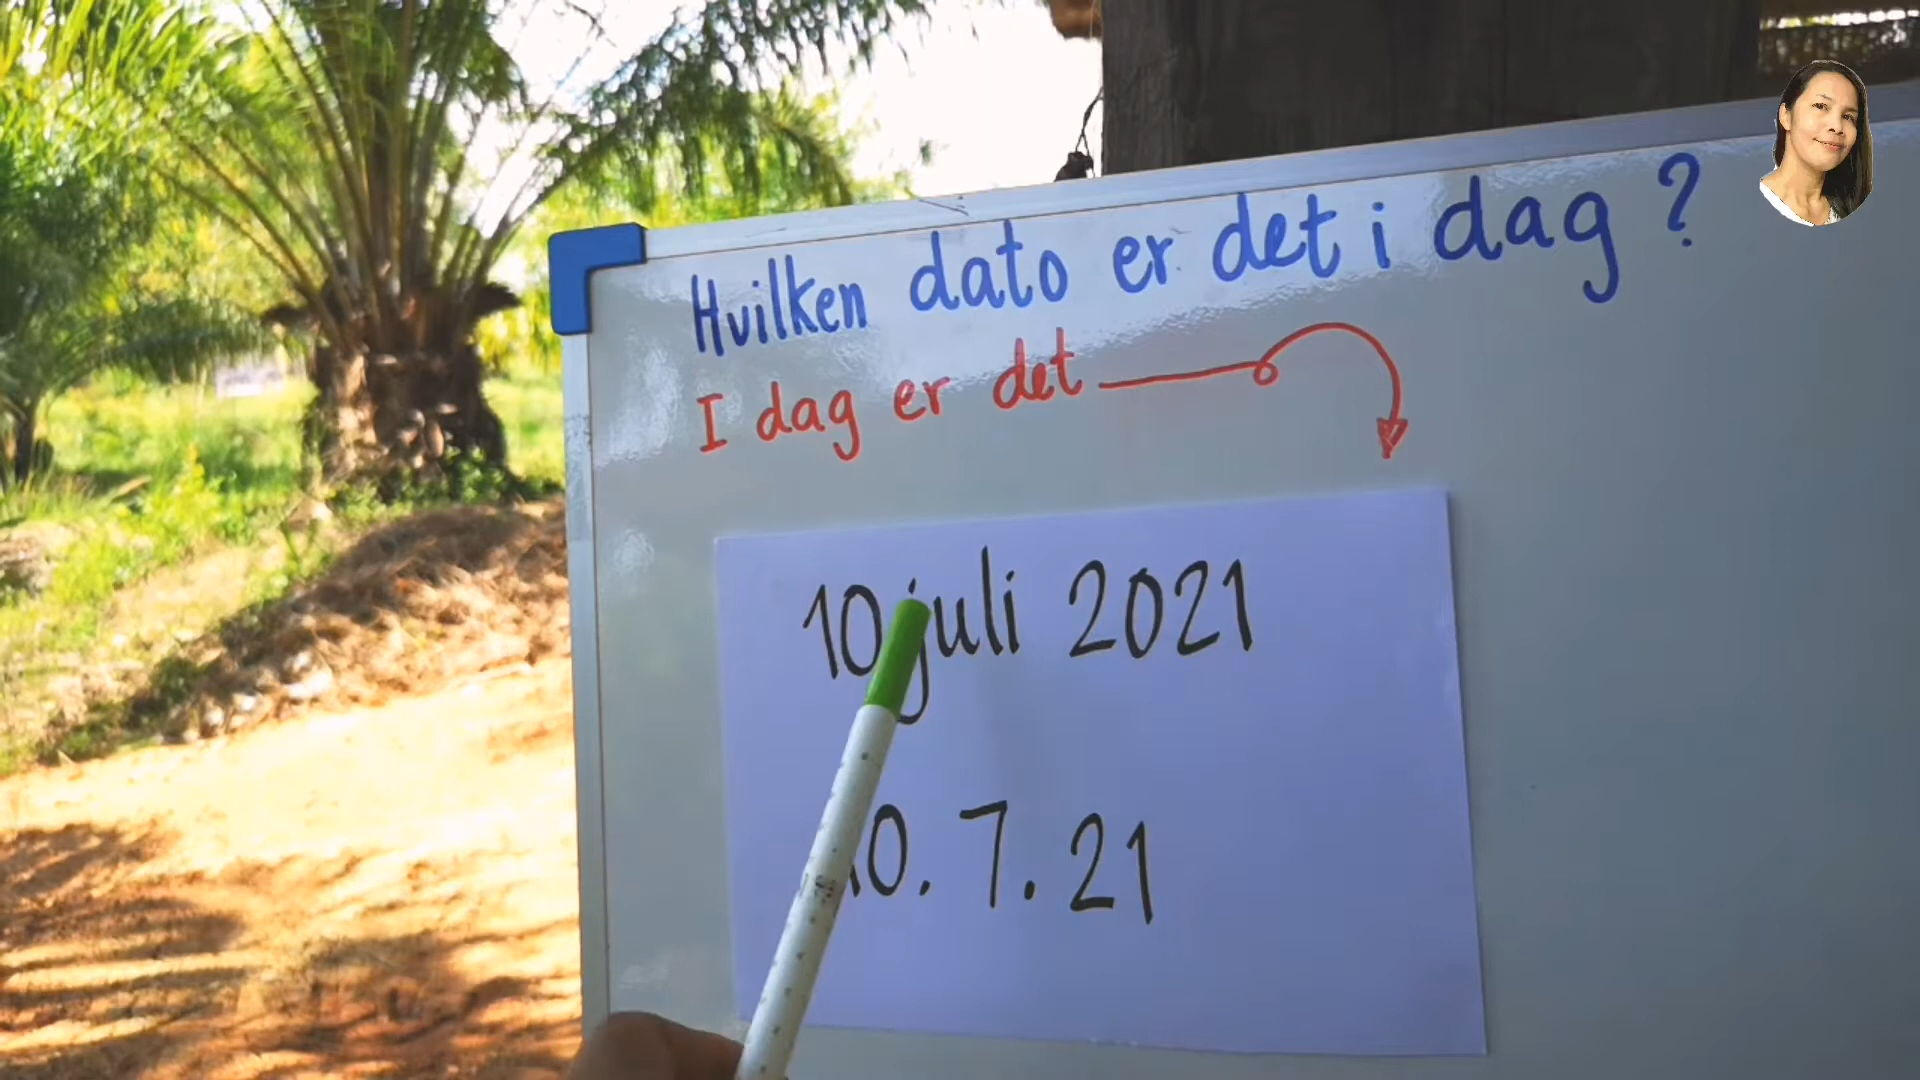 Hvilken dato er det i dag ?
I dag er det
10 juli 2021
10. 7. 21